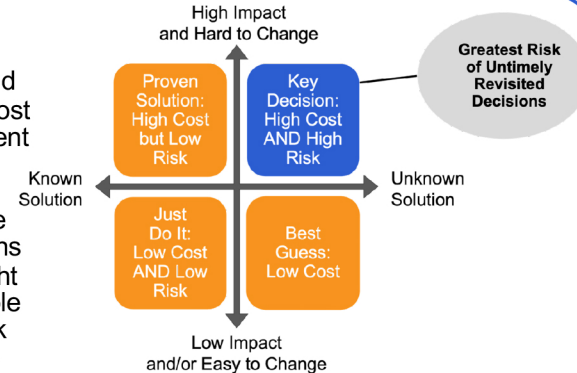 High Impact
and Hard to Change
Greatest Risk
of Untimely
Revisited
Decisions
Proven
Solution:
High Cost
but Low
Risk
Key
Decision:
High Cost
AND High
Risk
Known
Solution
Unknown
Solution
Just
Do It:
Low Cost
AND Low
Risk
Best
Guess:
Low Cost
Low Impact
and/or Easy to Change